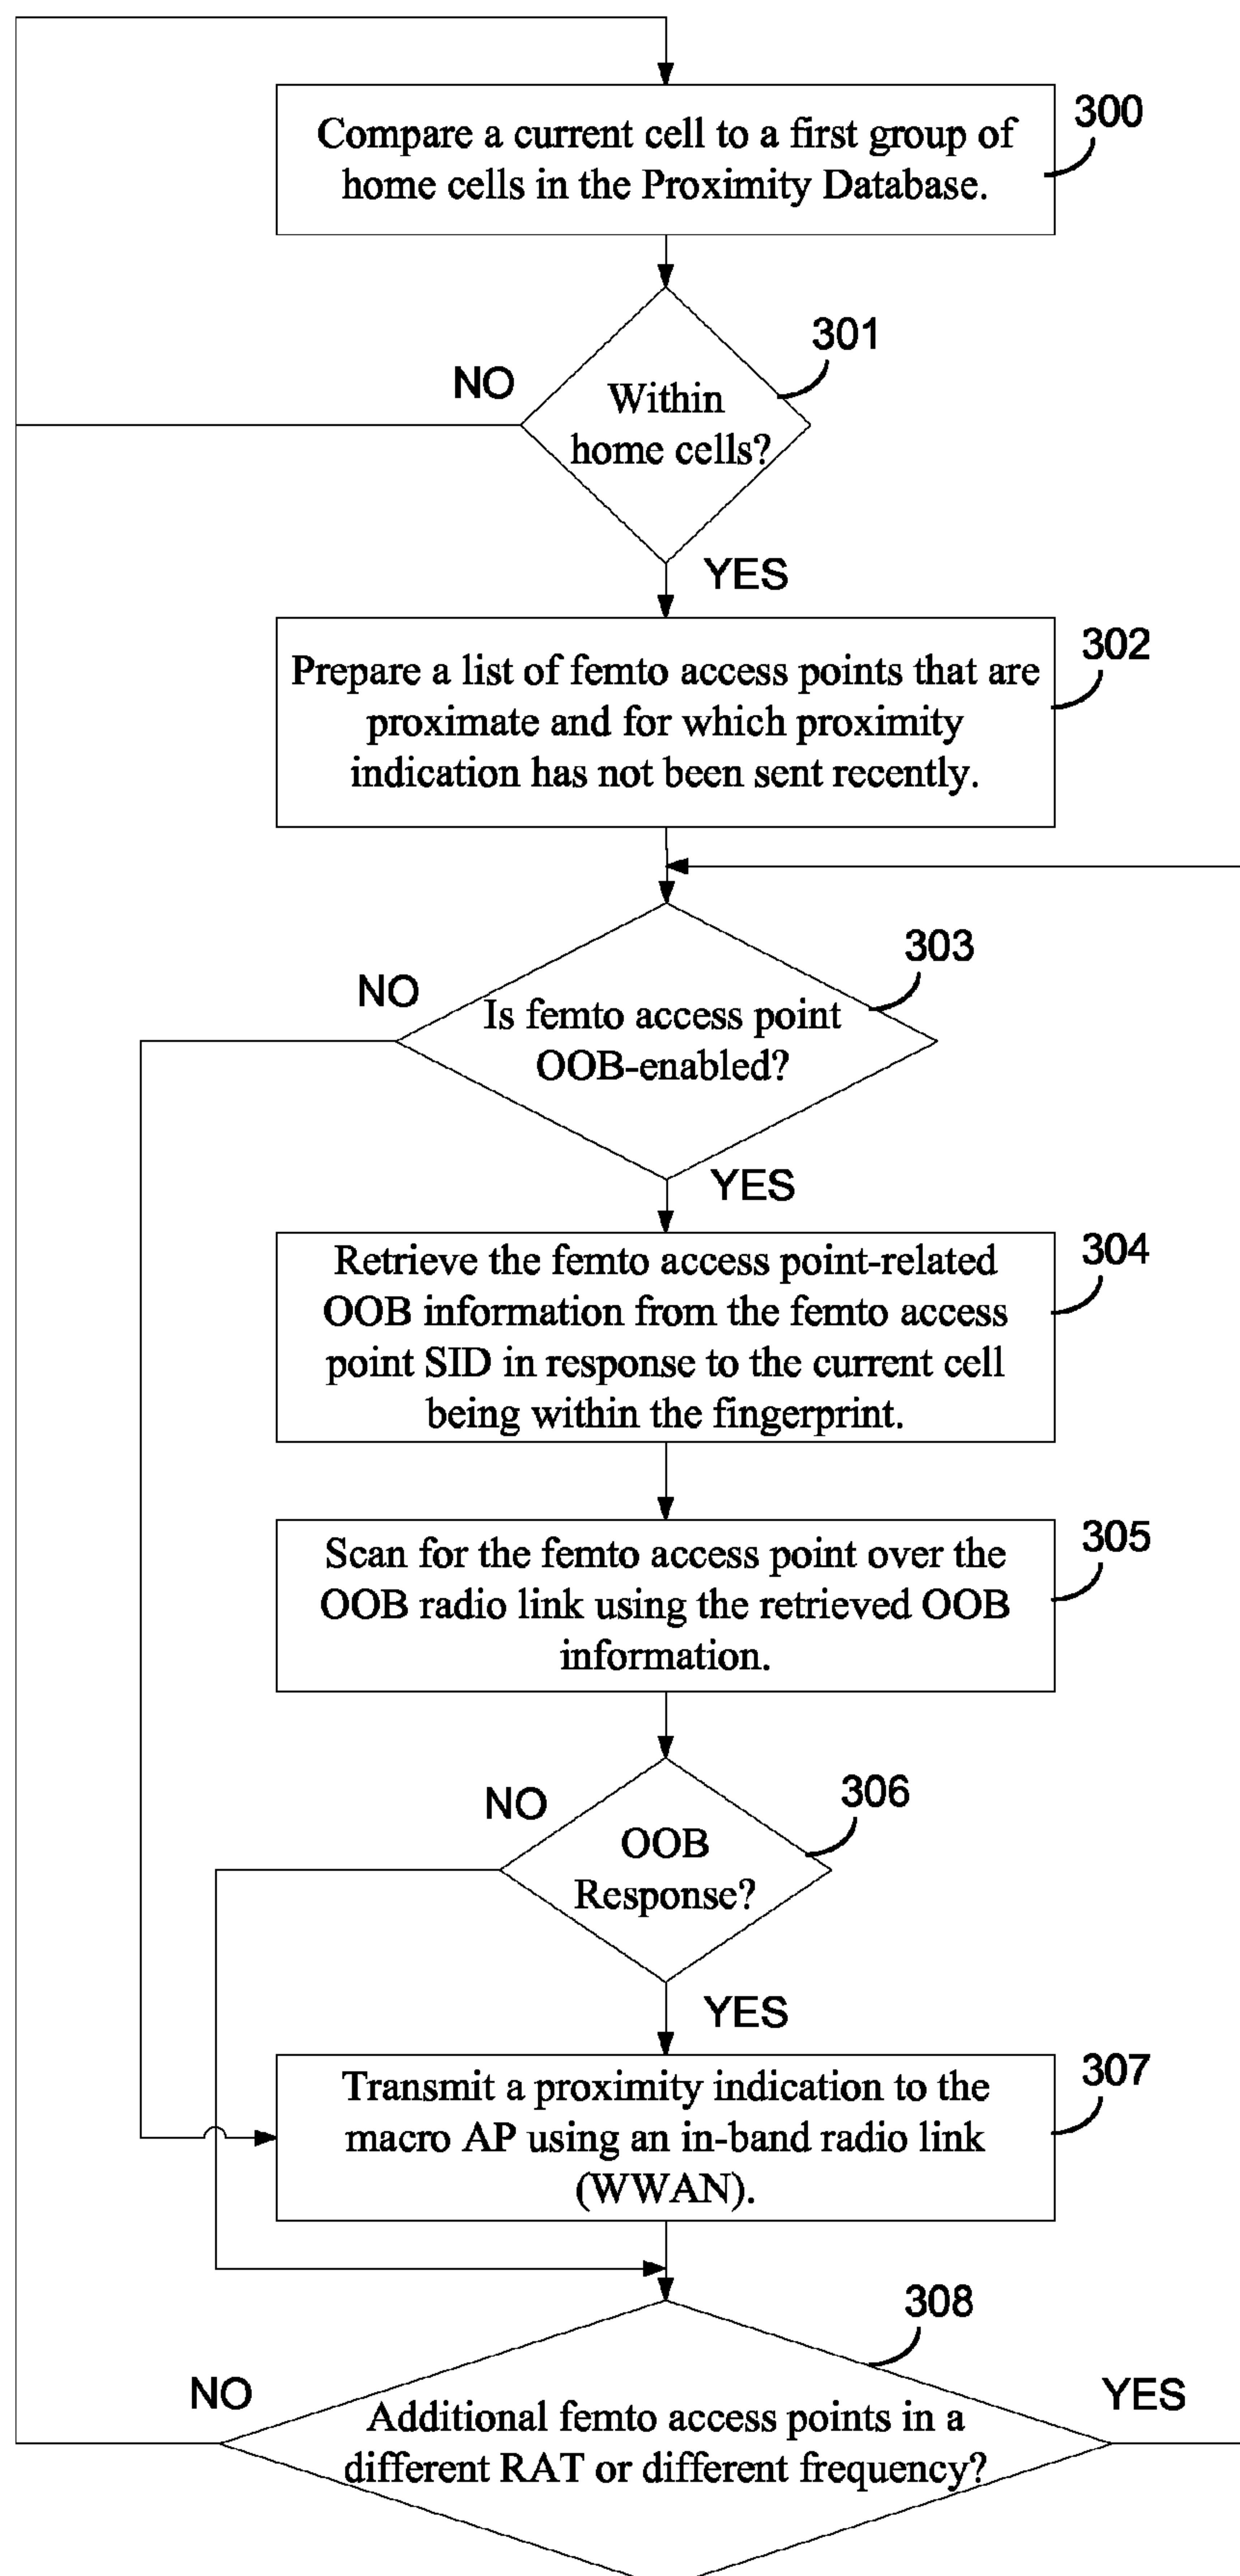 300
Compare a current cell to a first group of
home cells in the Proximity Database.
301
NO
Within
home cells?
YES
302
Prepare a list of femto access points that are
proximate and for which proximity
indication has not been sent recently.
303
NO
Is femto access point
OOB-enabled?
YES
304
Retrieve the femto access point-related
OOB information from the femto access
point SID in response to the current cell
being within the fingerprint.
305
Scan for the femto access point over the
OOB radio link using the retrieved OOB
information.
306
NO
OOB
Response?
YES
307
Transmit a proximity indication to the
macro AP using an in-band radio link
(WWAN).
308
NO
YES
Additional femto access points in a
different RAT or different frequency?